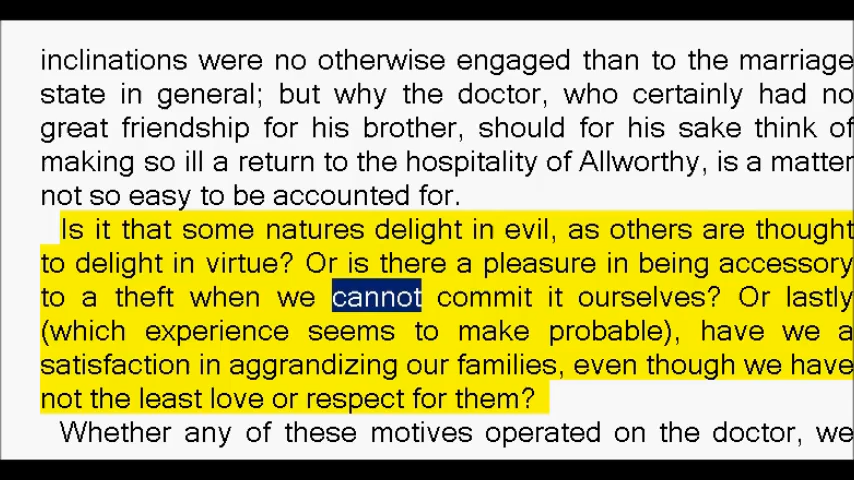 inclinations were no otherwise engaged than to the marriage
state in general; but why the doctor, who certainly had no
great friendship for his brother, should for his sake think of
making so ill a return to the hospitality of Allworthy, is a matter
not so easy to be accounted for.
Is it that some natures delight in evil, as others are thought
to delight in virtue? Or is there a pleasure in being accessory
to a theft when we cannot commit it ourselves? Or lastly
(which experience seems to make probable), have we a
satisfaction in aggrandizing our families, even though we have
not the least love or respect for them?
Whether any of these motives operated on the doctor, we